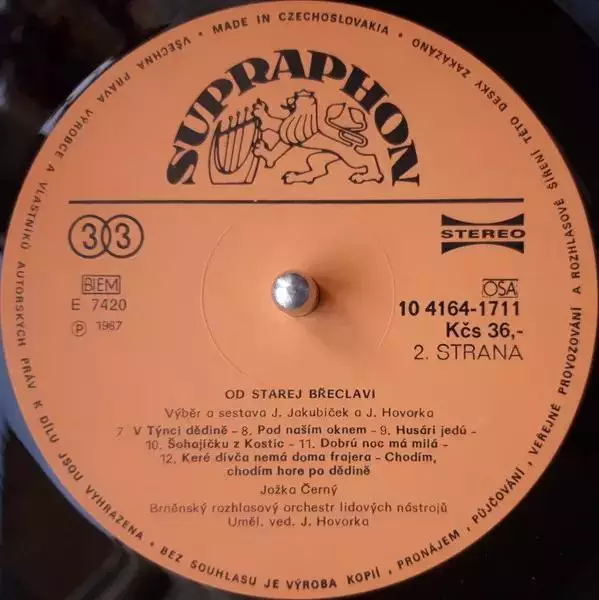 VŠECHNA PRÁVA VÝROBCE A VLASTNÍKŮ AUTORSKÝCH PRÁV K DÍLU JSOU VYHRAZENA • BEZ SOUHLASU JE VÝROBA KOPIÍ, PRONÁJEM, PŮJČOVÁNÍ, VEŘEJNÉ PROVOZOVÁNÍ A ROZHLASOVÉ ŠÍŘENÍ TÉTO DESKY ZAKÁZÁNO • MADE IN CZECHOSLOVAKIA •
SUPRAPHON
33
STEREO
BIEM
E 7420
℗ 1987
OSA
10 4164-1711
Kčs 36,-
2. STRANA
OD STAREJ BŘECLAVI
Výběr a sestava J. Jakubíček a J. Hovorka
7 V Týnci dědině – 8. Pod naším oknem – 9. Husári jedú –
10. Šohajíčku z Kostic – 11. Dobrú noc má milá –
12. Keré dívča nemá doma frajera – Chodím,
chodím hore po dědině
Jožka Černý
Brněnský rozhlasový orchestr lidových nástrojů
Uměl. ved. J. Hovorka